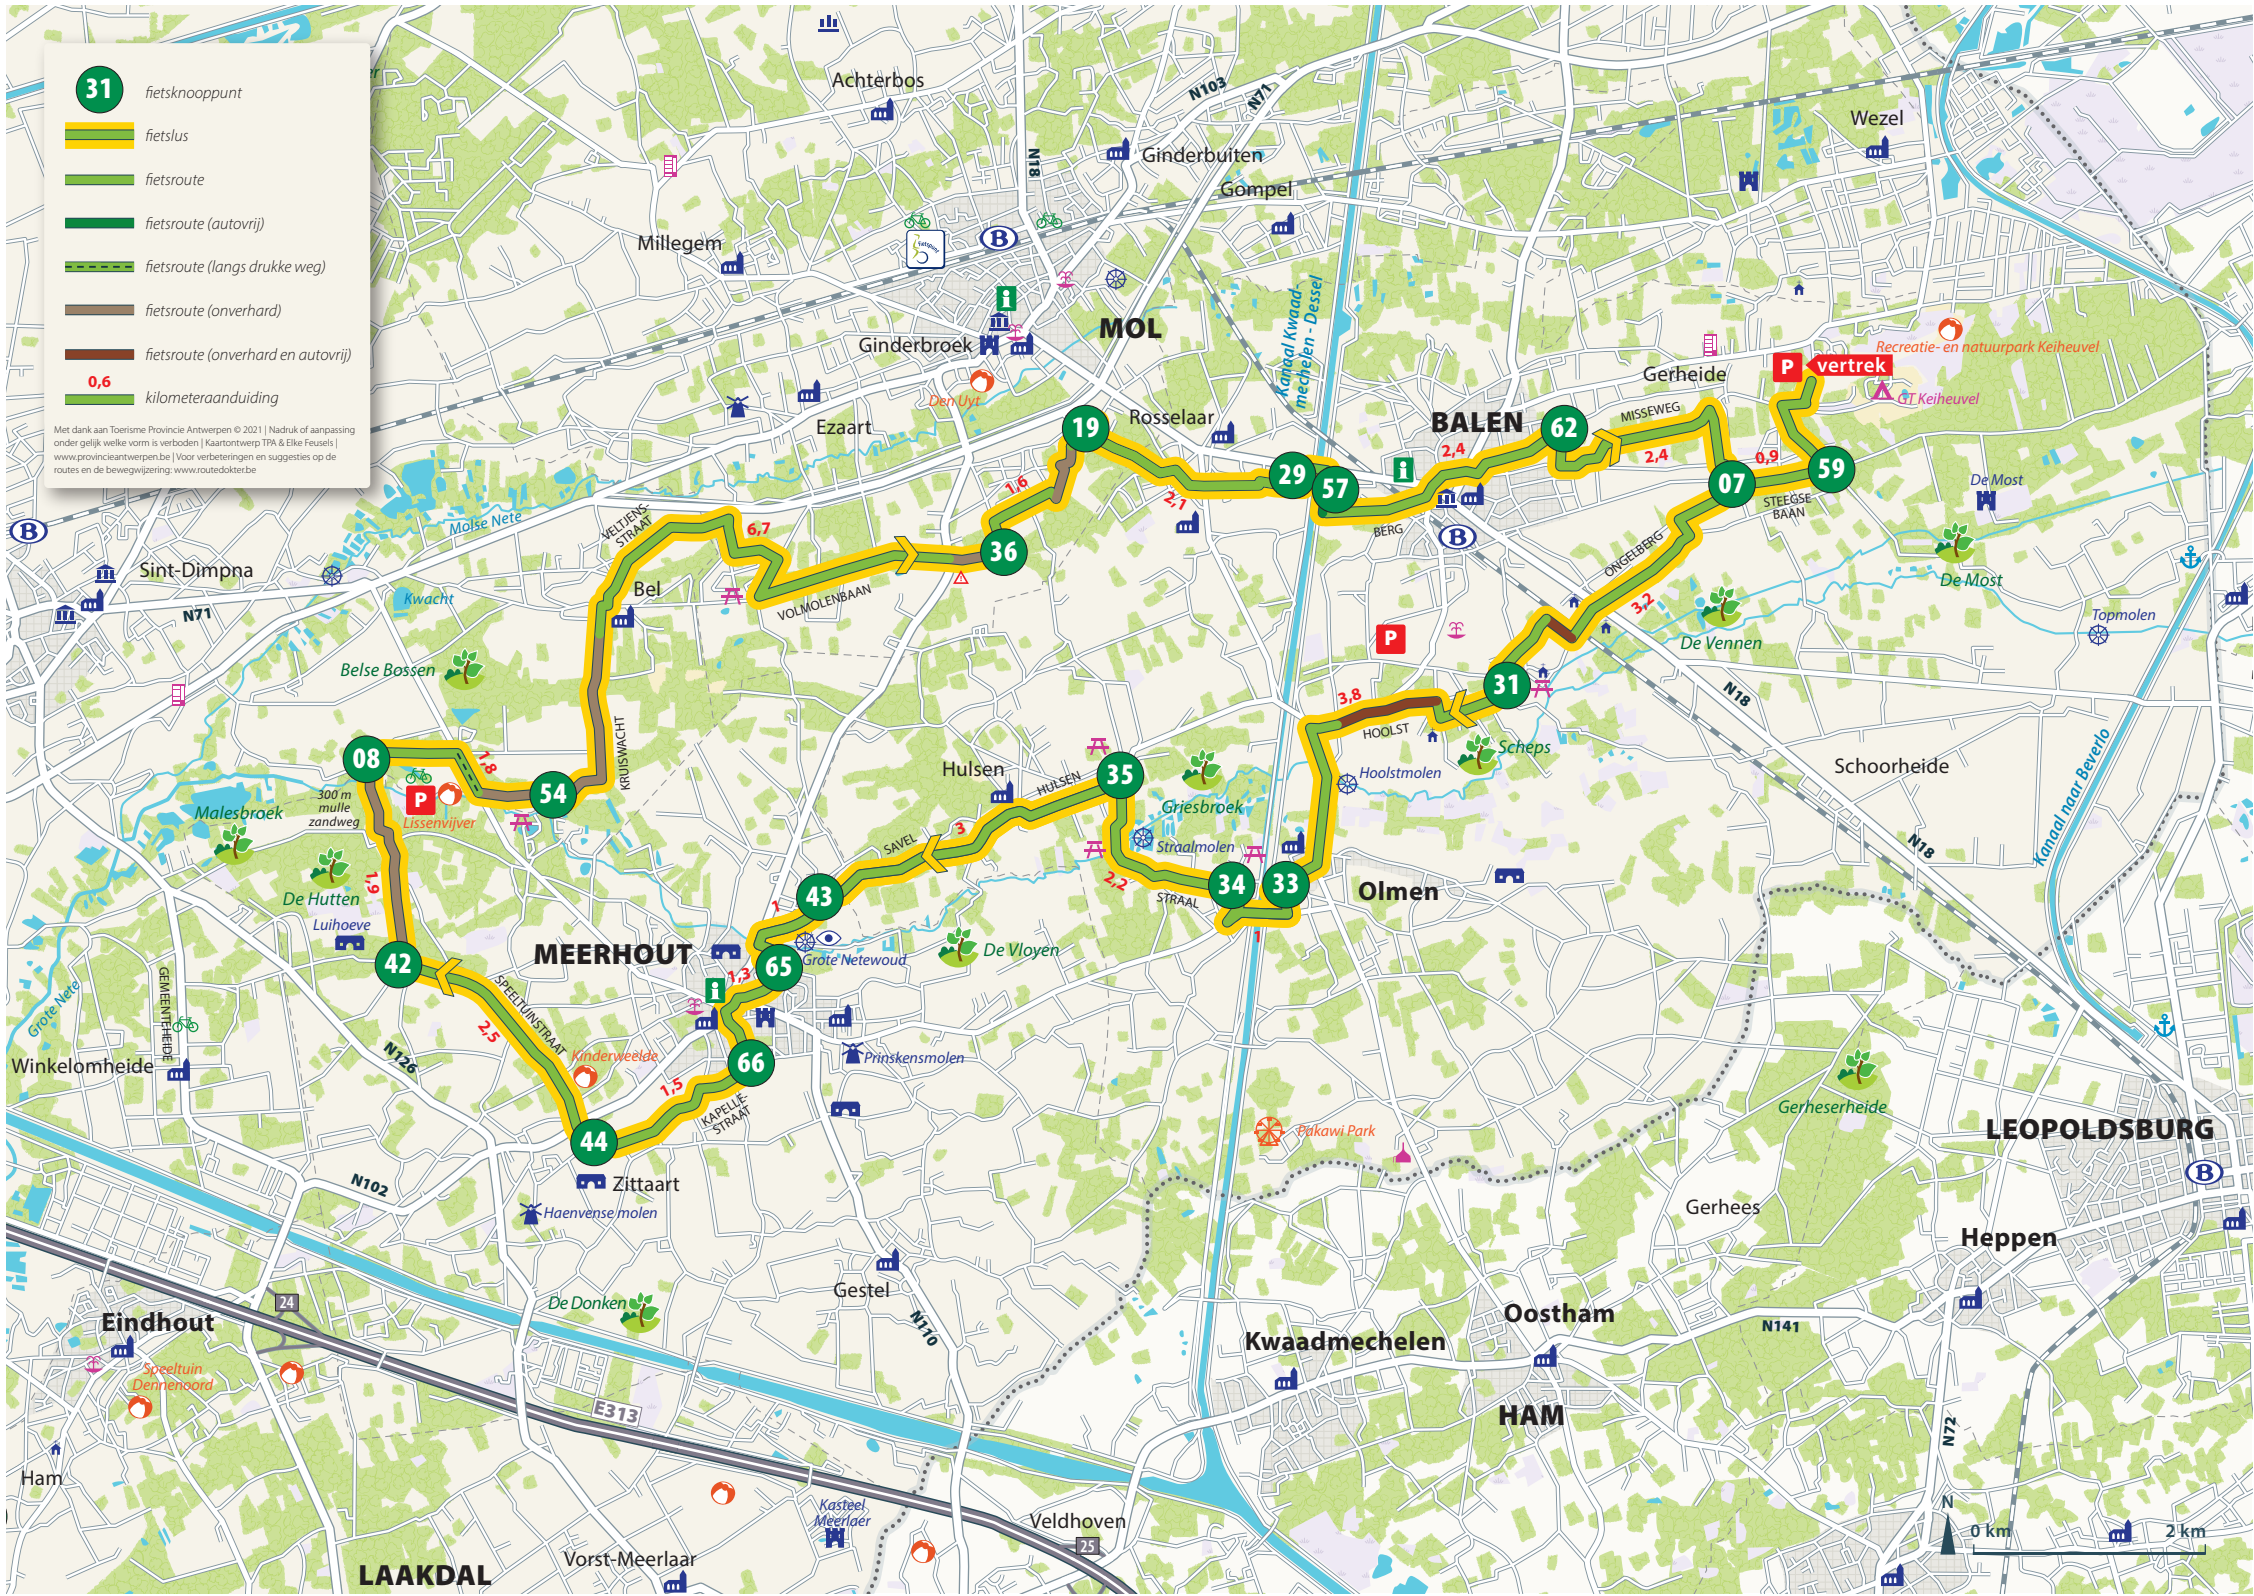 31
fietsknooppunt
fietslus
fietsroute
fietsroute (autovrij)
fietsroute (langs drukke weg)
fietsroute (onverhard)
fietsroute (onverhard en autovrij)
0,6
kilometeraanduiding
Met dank aan Toerisme Provincie Antwerpen © 2021 | Nadruk of aanpassing
onder gelijk welke vorm is verboden | Kaartontwerp TPA & Elke Feusels |
www.provincieantwerpen.be | Voor verbeteringen en suggesties op de
routes en de bewegwijzering: www.routedokter.be
Achterbos
N103
N71
Wezel
N18
Ginderbuiten
Gompel
Millegem
B
fietspunt
MOL
Ginderbroek
Den Uyt
Ezaart
Rosselaar
Kanaal Kwaad-
mechelen - Dessel
BALEN
Gerheide
P
vertrek
Recreatie- en natuurpark Keiheuvel
GT Keiheuvel
MISSEWEG
19
62
2,4
2,4
29
57
2,1
1,6
BERG
B
07
0,9
59
STEEGSE
BAAN
De Most
De Most
B
Molse Nete
VELTJENS-
STRAAT
6,7
36
VOLMOLENBAAN
Sint-Dimpna
N71
Kwacht
Bel
ONGELBERG
3,2
De Vennen
Topmolen
Belse Bossen
P
31
N18
3,8
HOOLST
Scheps
Hoolstmolen
Schoorheide
Kanaal naar Beverlo
N18
KRUISWACHT
08
1,8
54
P
Lissenvijver
300 m
mulle
zandweg
Malesbroek
De Hutten
1,9
Luihoeve
42
Hulsen
HULSEN
35
Griesbroek
Straalmolen
3
SAVEL
2,2
STRAAL
34
33
1
Olmen
43
1
MEERHOUT
65
Grote Netewoud
De Vloyen
1,3
SPEELTUINSTRAAT
2,5
Kinderweelde
66
1,5
KAPELLE-
STRAAT
44
Prinskensmolen
Grote Nete
GEMEENTEHEIDE
Winkelomheide
N126
N102
Zittaart
Haenvense molen
Pakawi Park
Gerheserheide
LEOPOLDSBURG
B
Gerhees
Heppen
Gestel
De Donken
24
Eindhout
Speeltuin
Dennenoord
N110
Kwaadmechelen
Oostham
N141
HAM
N72
E313
Ham
Kasteel
Meerlaer
Veldhoven
25
Vorst-Meerlaar
LAAKDAL
N
0 km
2 km